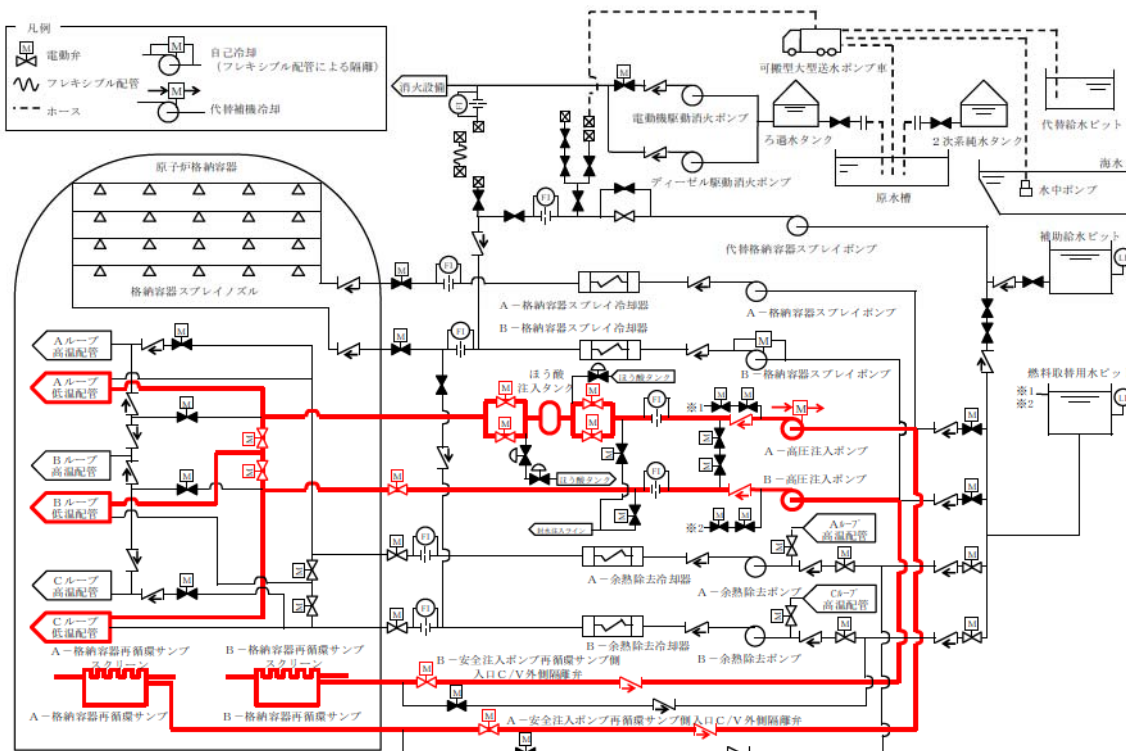 凡例
M
電動弁
M
自己冷却
(フレキシブル配管による隔離)
フレキシブル配管
M
代替補機冷却
ホース
可搬型大型送水ポンプ車
消火設備
M
電動機駆動消火ポンプ
ろ過水タンク
2次系純水タンク
代替給水ピット
海水
水中ポンプ
ディーゼル駆動消火ポンプ
原水槽
原子炉格納容器
FI
代替格納容器スプレイポンプ
補助給水ピット
格納容器スプレイノズル
M
FI
A-格納容器スプレイ冷却器
A-格納容器スプレイポンプ
B-格納容器スプレイ冷却器
M
FI
M
B-格納容器スプレイポンプ
Aループ
高温配管
M
Aループ
低温配管
M
M
ほう酸
注入タンク
ほう酸タンク
M
M
M
M
FI
※1
M
M
M
A-高圧注入ポンプ
燃料取替用水ピッ
※1
※2
M
M
M
M
M
Bループ
高温配管
M
Bループ
低温配管
M
ほう酸タンク
M
FI
B-高圧注入ポンプ
M
※2
M
M
封水注入ライン
Aループ
高温配管
M
M
M
M
FI
A-余熱除去冷却器
A-余熱除去ポンプ
M
M
M
Cループ
高温配管
M
Cループ
高温配管
M
M
M
Cループ
低温配管
M
FI
B-余熱除去冷却器
B-余熱除去ポンプ
A-格納容器再循環サンプ
スクリーン
B-格納容器再循環サンプ
スクリーン
B-安全注入ポンプ再循環サンプ側
入口C/V外側隔離弁
M
M
A-格納容器再循環サンプ
B-格納容器再循環サンプ
A-安全注入ポンプ再循環サンプ側入口C/V外側隔離弁
M
M